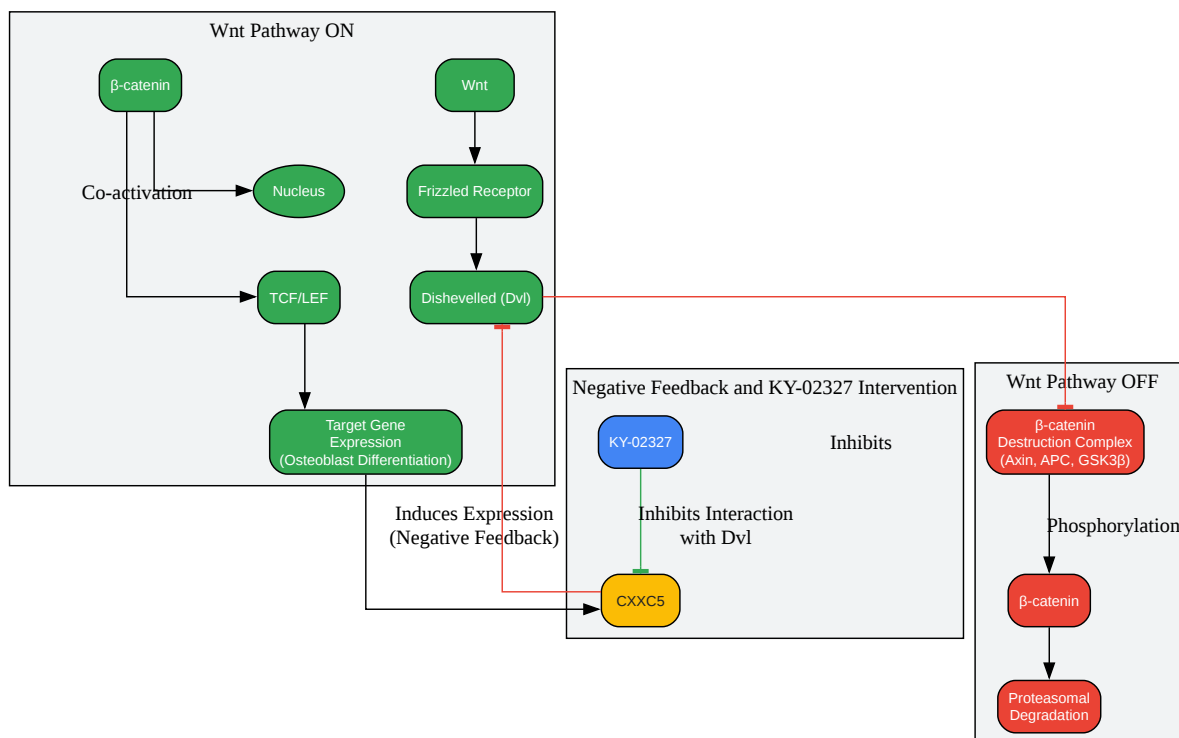 Wnt Pathway ON
β-catenin
Wnt
Co-activation
Nucleus
Frizzled Receptor
TCF/LEF
Dishevelled (Dvl)
Target Gene
Expression
(Osteoblast Differentiation)
Negative Feedback and KY-02327 Intervention
KY-02327
Inhibits
Induces Expression
(Negative Feedback)
Inhibits Interaction
with Dvl
CXXC5
Wnt Pathway OFF
β-catenin
Destruction Complex
(Axin, APC, GSK3β)
Phosphorylation
β-catenin
Proteasomal
Degradation